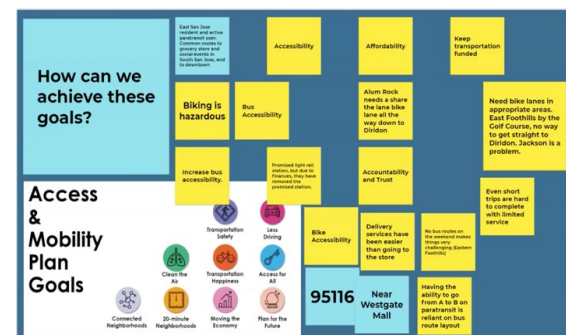 How can we
achieve these
goals?
East San Jose
resident and active
paratransit user.
Common routes to
grocery store and
social events in
South San Jose, and
to downtown
Accessibility
Affordability
Keep
transportation
funded
Biking is
hazardous
Bus
Accessibility
Alum Rock
needs a share
the lane bike
lane all the
way down to
Diridon
Need bike lanes in
appropriate areas.
East Foothills by the
Golf Course, no way
to get straight to
Diridon. Jackson is a
problem.
Increase bus
accessibility.
Promised light rail
station, but due to
finances, they have
removed the
promised station.
Accountability
and Trust
Even short
trips are hard
to complete
with limited
service
Access
&
Mobility
Plan
Goals
Transportation
Safety
Less
Driving
Clean the
Air
Transportation
Happiness
Access for
All
Connected
Neighborhoods
20-minute
Neighborhoods
Moving the
Economy
Plan for the
Future
Bike
Accessibility
Delivery
services have
been easier
than going to
the store
No bus routes on
the weekend makes
things very
challenging (Eastern
Foothills)
95116
Near
Westgate
Mall
Having the
ability to go
from A to B on
paratransit is
reliant on bus
route layout